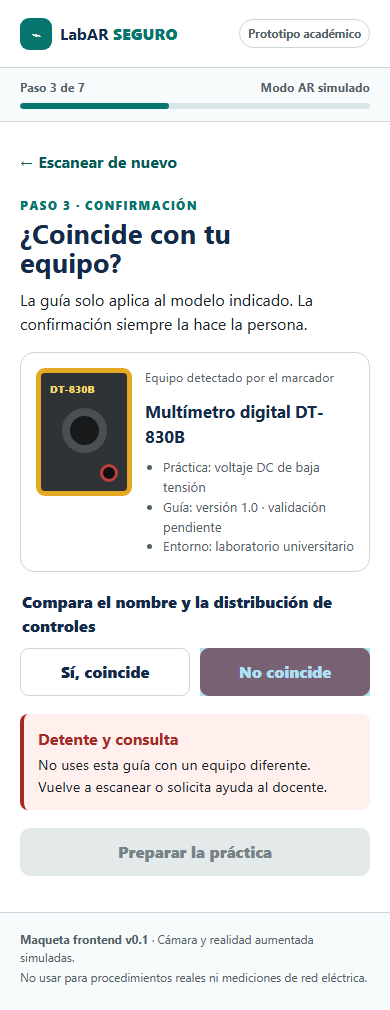 LabAR SEGURO
Prototipo académico
Paso 3 de 7
Modo AR simulado
← Escanear de nuevo
PASO 3 · CONFIRMACIÓN
¿Coincide con tu
equipo?
La guía solo aplica al modelo indicado. La
confirmación siempre la hace la persona.
DT-830B
Equipo detectado por el marcador
Multímetro digital DT-
830B
• Práctica: voltaje DC de baja
tensión
• Guía: versión 1.0 · validación
pendiente
• Entorno: laboratorio universitario
Compara el nombre y la distribución de
controles
Sí, coincide
No coincide
Detente y consulta
No uses esta guía con un equipo diferente.
Vuelve a escanear o solicita ayuda al docente.
Preparar la práctica
Maqueta frontend v0.1 · Cámara y realidad aumentada
simuladas.
No usar para procedimientos reales ni mediciones de red eléctrica.